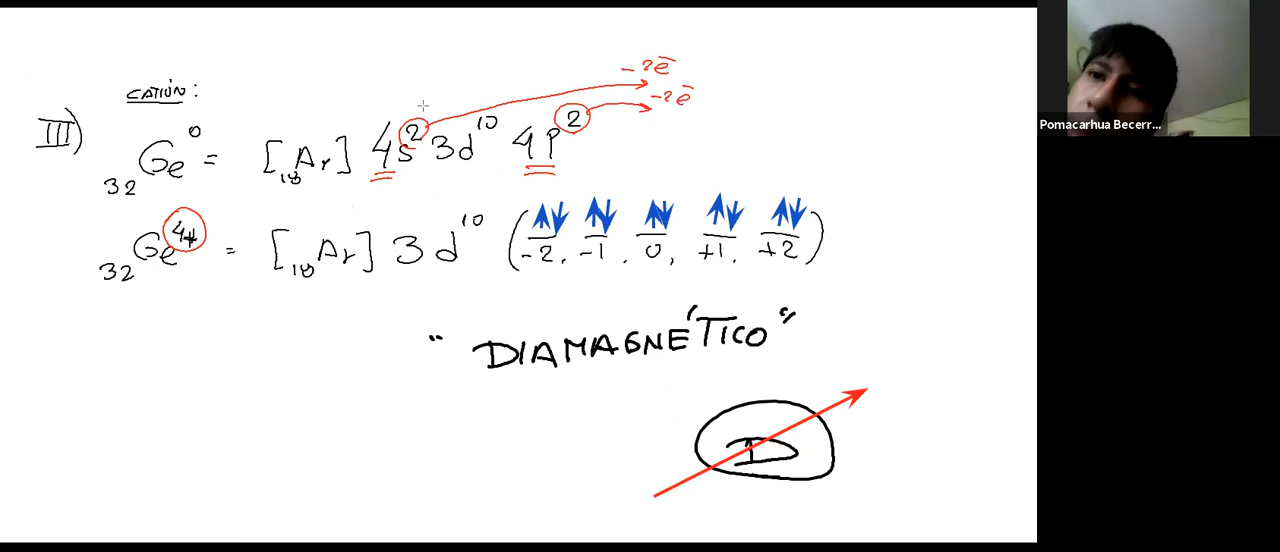 CATIÓN:
-2e̅
-2e̅
III) ₃₂Ge⁰ = [₁₈Ar] 4s² 3d¹⁰ 4p²
₃₂Ge⁴⁺ = [₁₈Ar] 3d¹⁰ (-2, -1, 0, +1, +2)
"DIAMAGNÉTICO"
D
Pomacarhua Becerr...